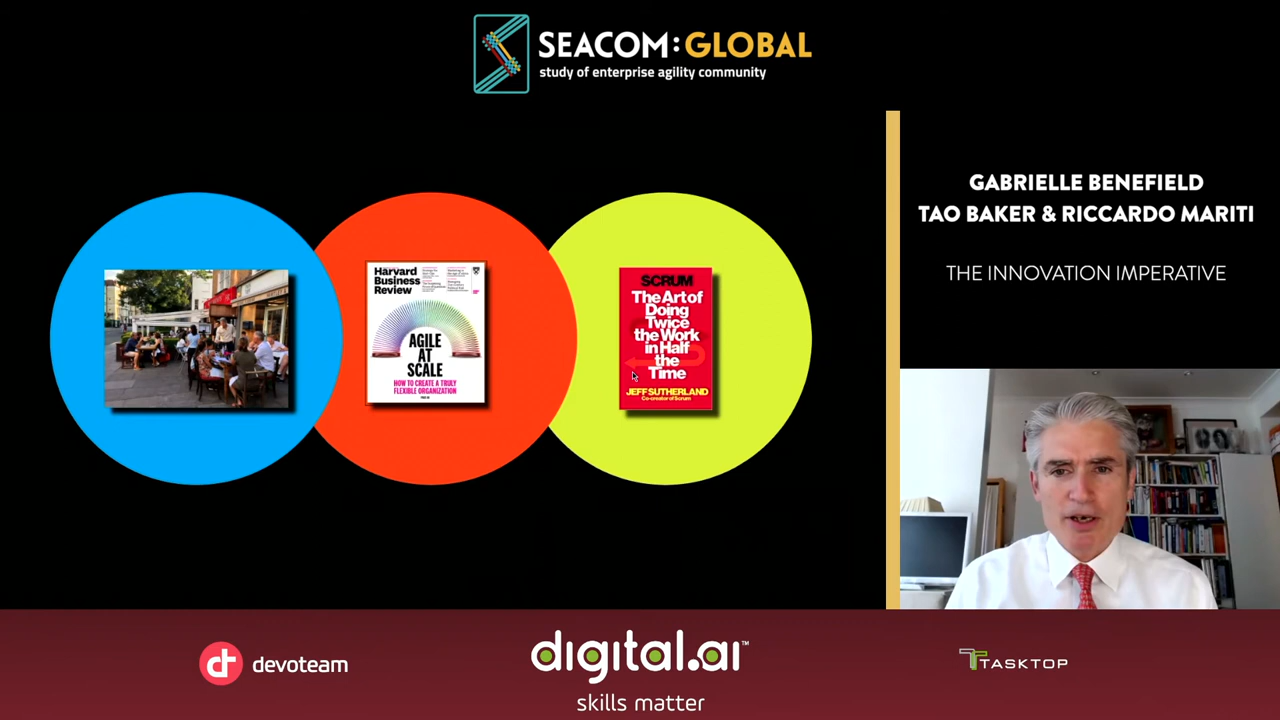 SEACOM:GLOBAL
study of enterprise agility community
GABRIELLE BENEFIELD
TAO BAKER & RICCARDO MARITI
THE INNOVATION IMPERATIVE
Harvard
Business
Review
AGILE
AT
SCALE
HOW TO CREATE A TRULY
FLEXIBLE ORGANIZATION
SCRUM
The Art of
Doing
Twice
the Work
in Half
the
Time
JEFF SUTHERLAND
Co-creator of Scrum
devoteam
digital.ai™
skills matter
TASKTOP